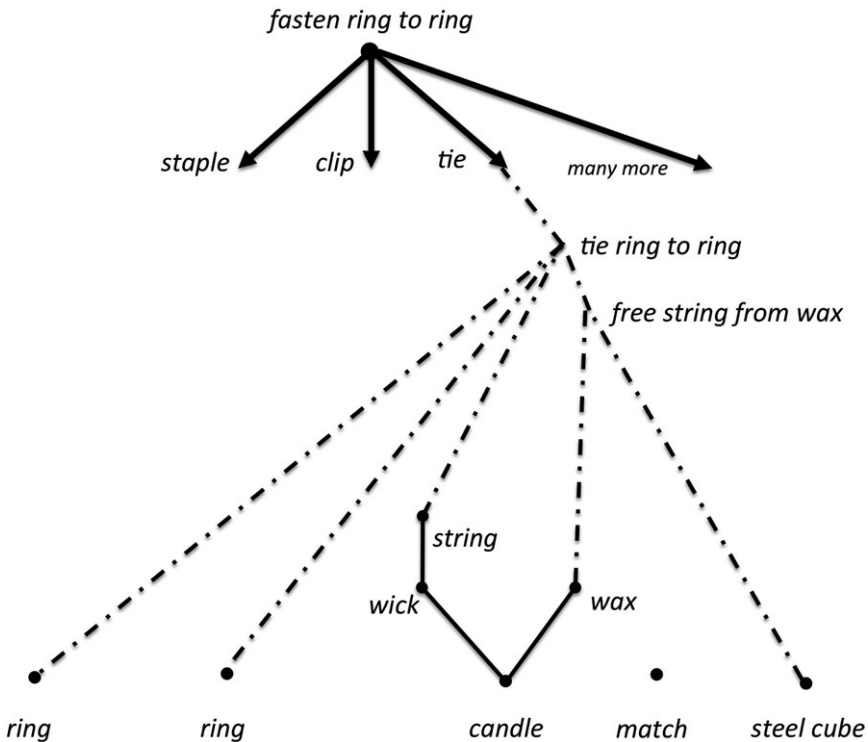 fasten ring to ring
staple
clip
tie
many more
tie ring to ring
free string from wax
string
wick
wax
ring
ring
candle
match
steel cube